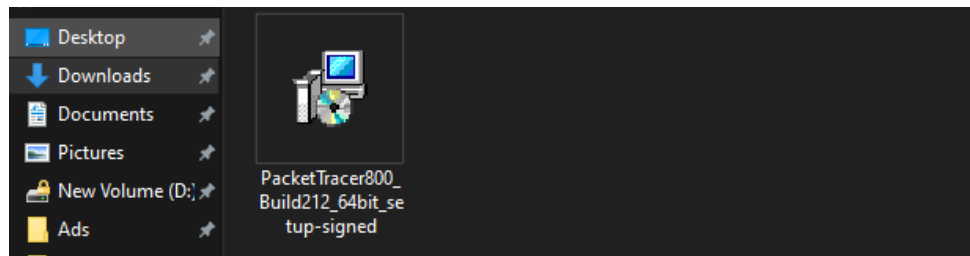 Desktop
Downloads
Documents
Pictures
New Volume (D:)
Ads
PacketTracer800_
Build212_64bit_se
tup-signed